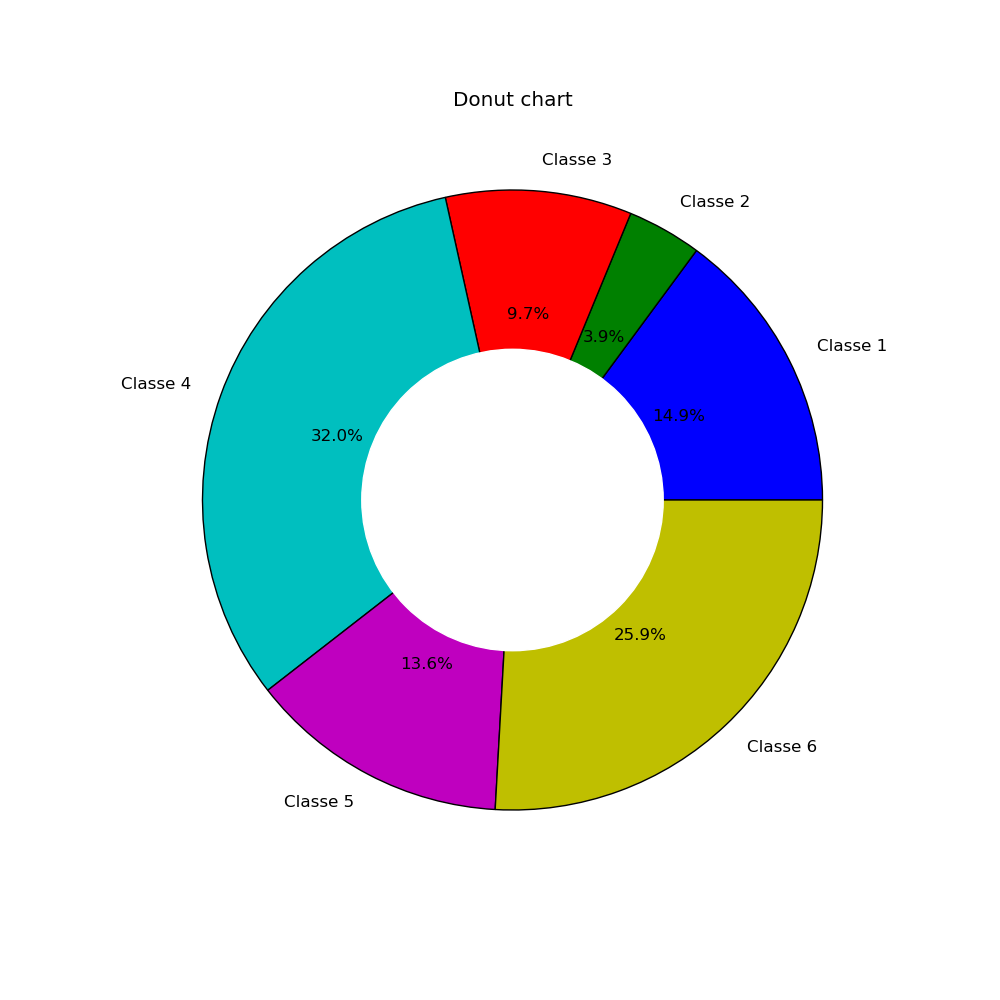 Donut chart
Classe 3
Classe 2
Classe 1
Classe 4
Classe 5
Classe 6
9.7%
3.9%
14.9%
32.0%
13.6%
25.9%